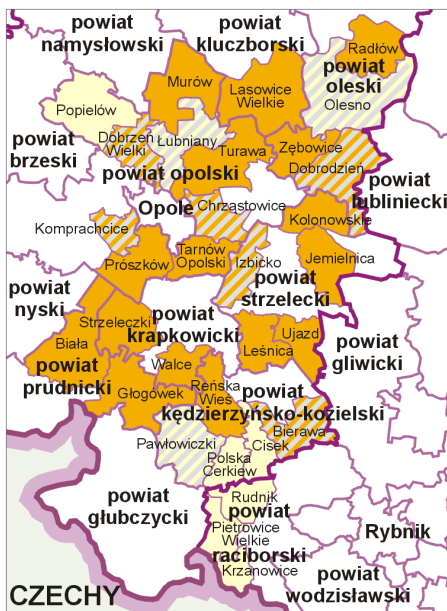 powiat
namysłowski
powiat
kluczborski
Radłów
powiat
oleski
Olesno
Murów
Lasowice
Wielkie
Popielów
Dobrzeń
Wielki
Łubniany
powiat
brzeski
Turawa
Zębowice
Dobrodzień
powiat opolski
powiat
lubliniecki
Opole
Chrząstowice
Kolonowskie
Komprachcice
Prószków
Tarnów
Opolski
Izbicko
Jemielnica
powiat
strzelecki
powiat
nyski
Strzeleczki
powiat
krapkowicki
Biała
Ujazd
Leśnica
powiat
gliwicki
powiat
prudnicki
Walce
Głogówek
Reńska
Wieś
powiat
kędzierzyńsko-kozielski
Bierawa
Pawłowiczki
Cisek
Polska
Cerkiew
powiat
głubczycki
Rudnik
powiat
Pietrowice
Wielkie
raciborski
Krzanowice
Rybnik
powiat
wodzisławski
CZECHY